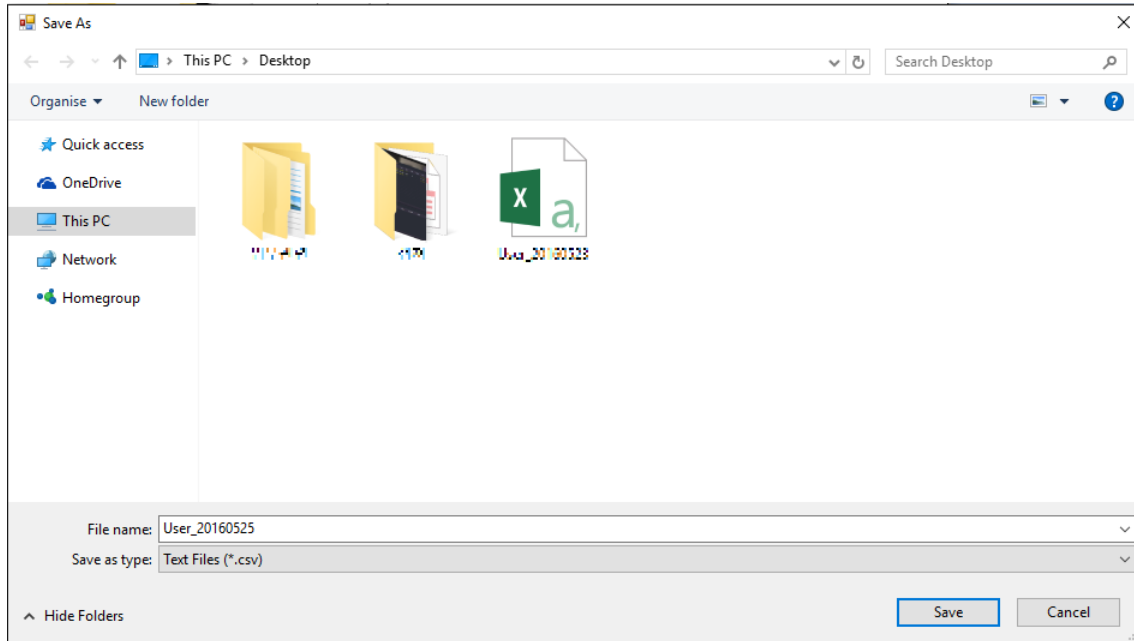 Save As
This PC > Desktop
Search Desktop
Organise
New folder
Quick access
OneDrive
This PC
Network
Homegroup
X a,
User_20160523
File name: User_20160525
Save as type: Text Files (*.csv)
Hide Folders
Save
Cancel